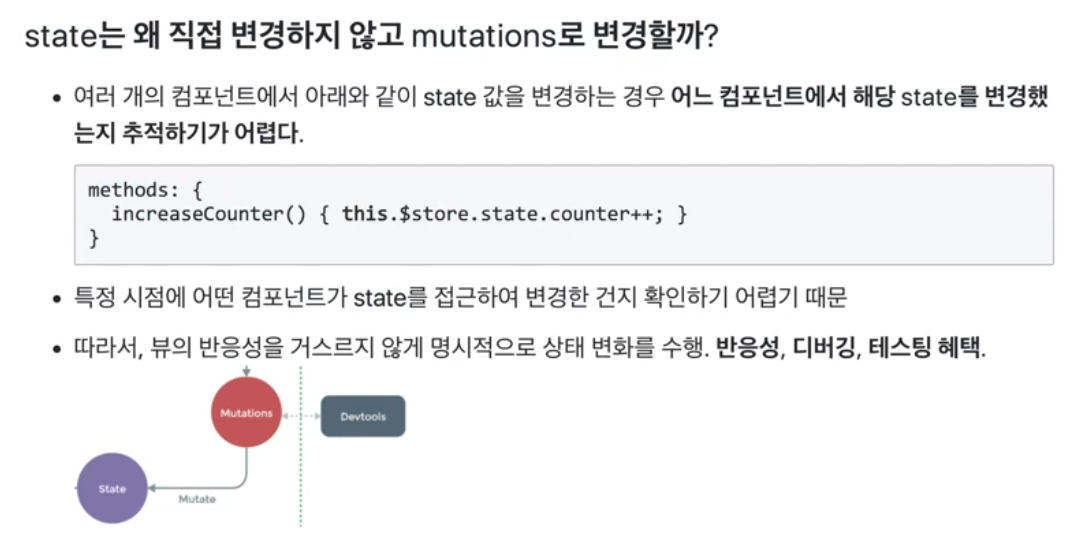 state는 왜 직접 변경하지 않고 mutations로 변경할까?
• 여러 개의 컴포넌트에서 아래와 같이 state 값을 변경하는 경우 어느 컴포넌트에서 해당 state를 변경했
는지 추적하기가 어렵다.
methods: {
  increaseCounter() { this.$store.state.counter++; }
}
• 특정 시점에 어떤 컴포넌트가 state를 접근하여 변경한 건지 확인하기 어렵기 때문
• 따라서, 뷰의 반응성을 거스르지 않게 명시적으로 상태 변화를 수행. 반응성, 디버깅, 테스팅 혜택.
Mutations
Devtools
State
Mutate